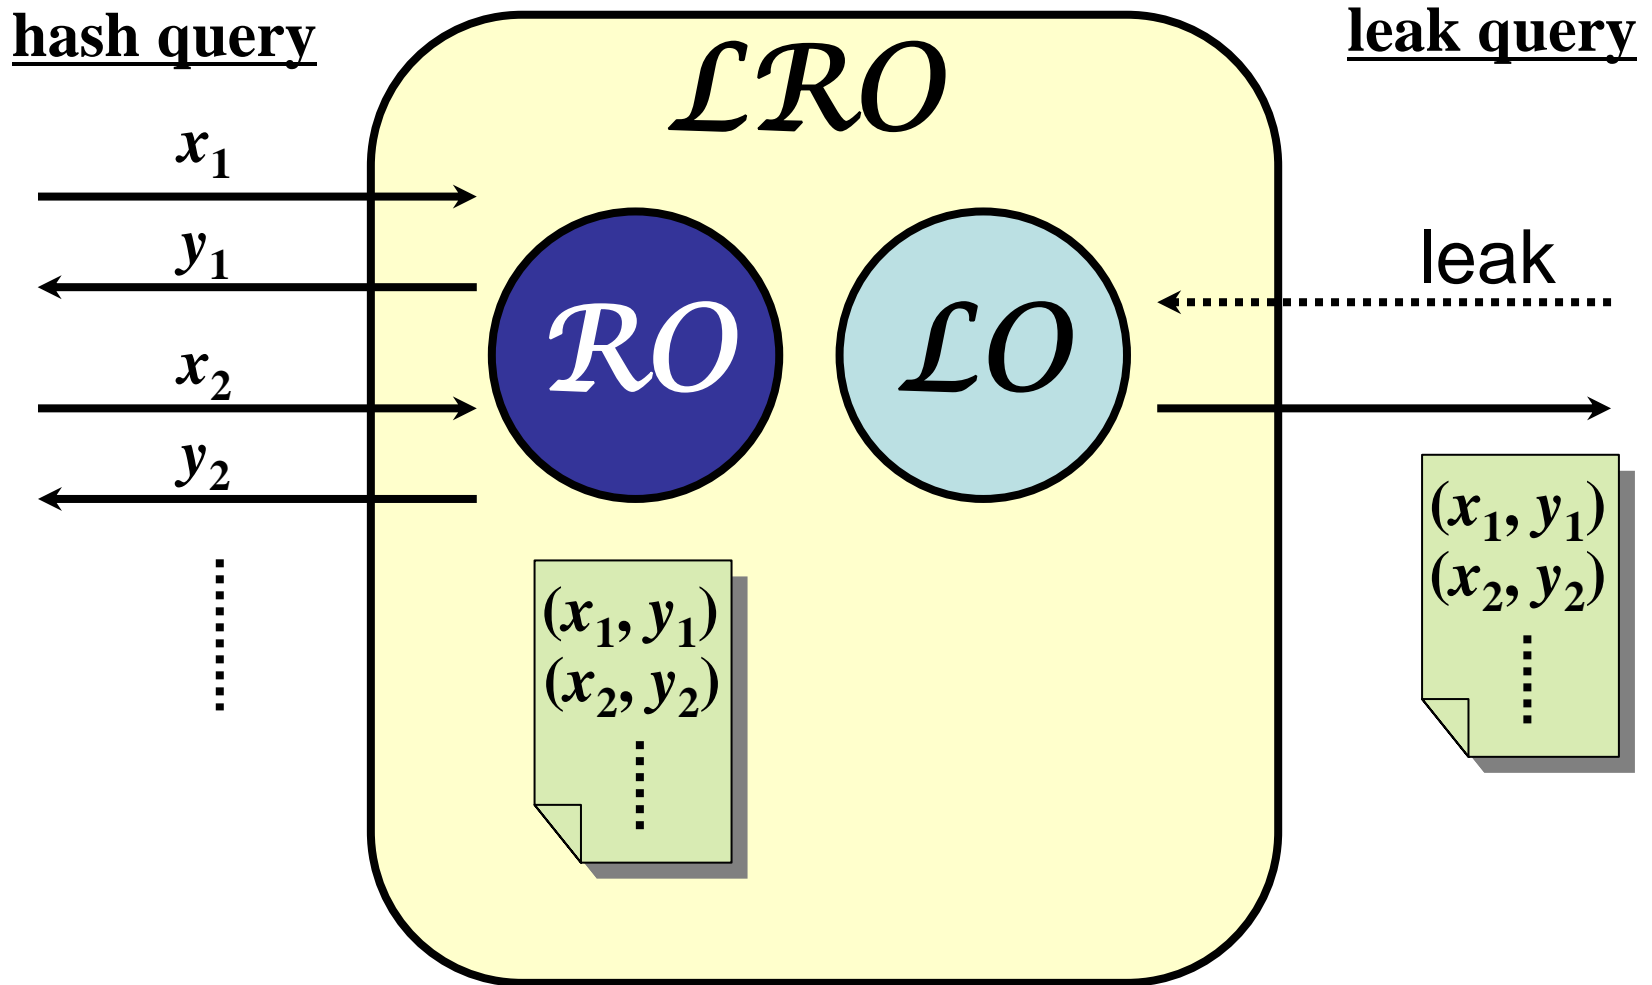 hash query
leak query
ℒℛ𝒪
x₁
y₁
x₂
y₂
ℛ𝒪
ℒ𝒪
leak
(x₁, y₁)
(x₂, y₂)
(x₁, y₁)
(x₂, y₂)